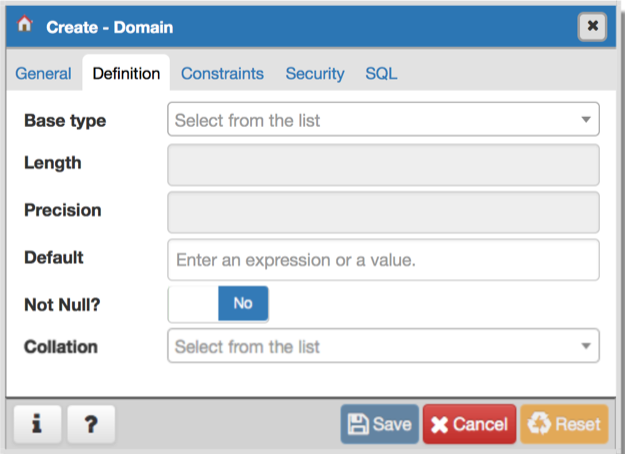 Create - Domain
General Definition Constraints Security SQL
Base type Select from the list
Length
Precision
Default Enter an expression or a value.
Not Null? No
Collation Select from the list
i ? Save Cancel Reset